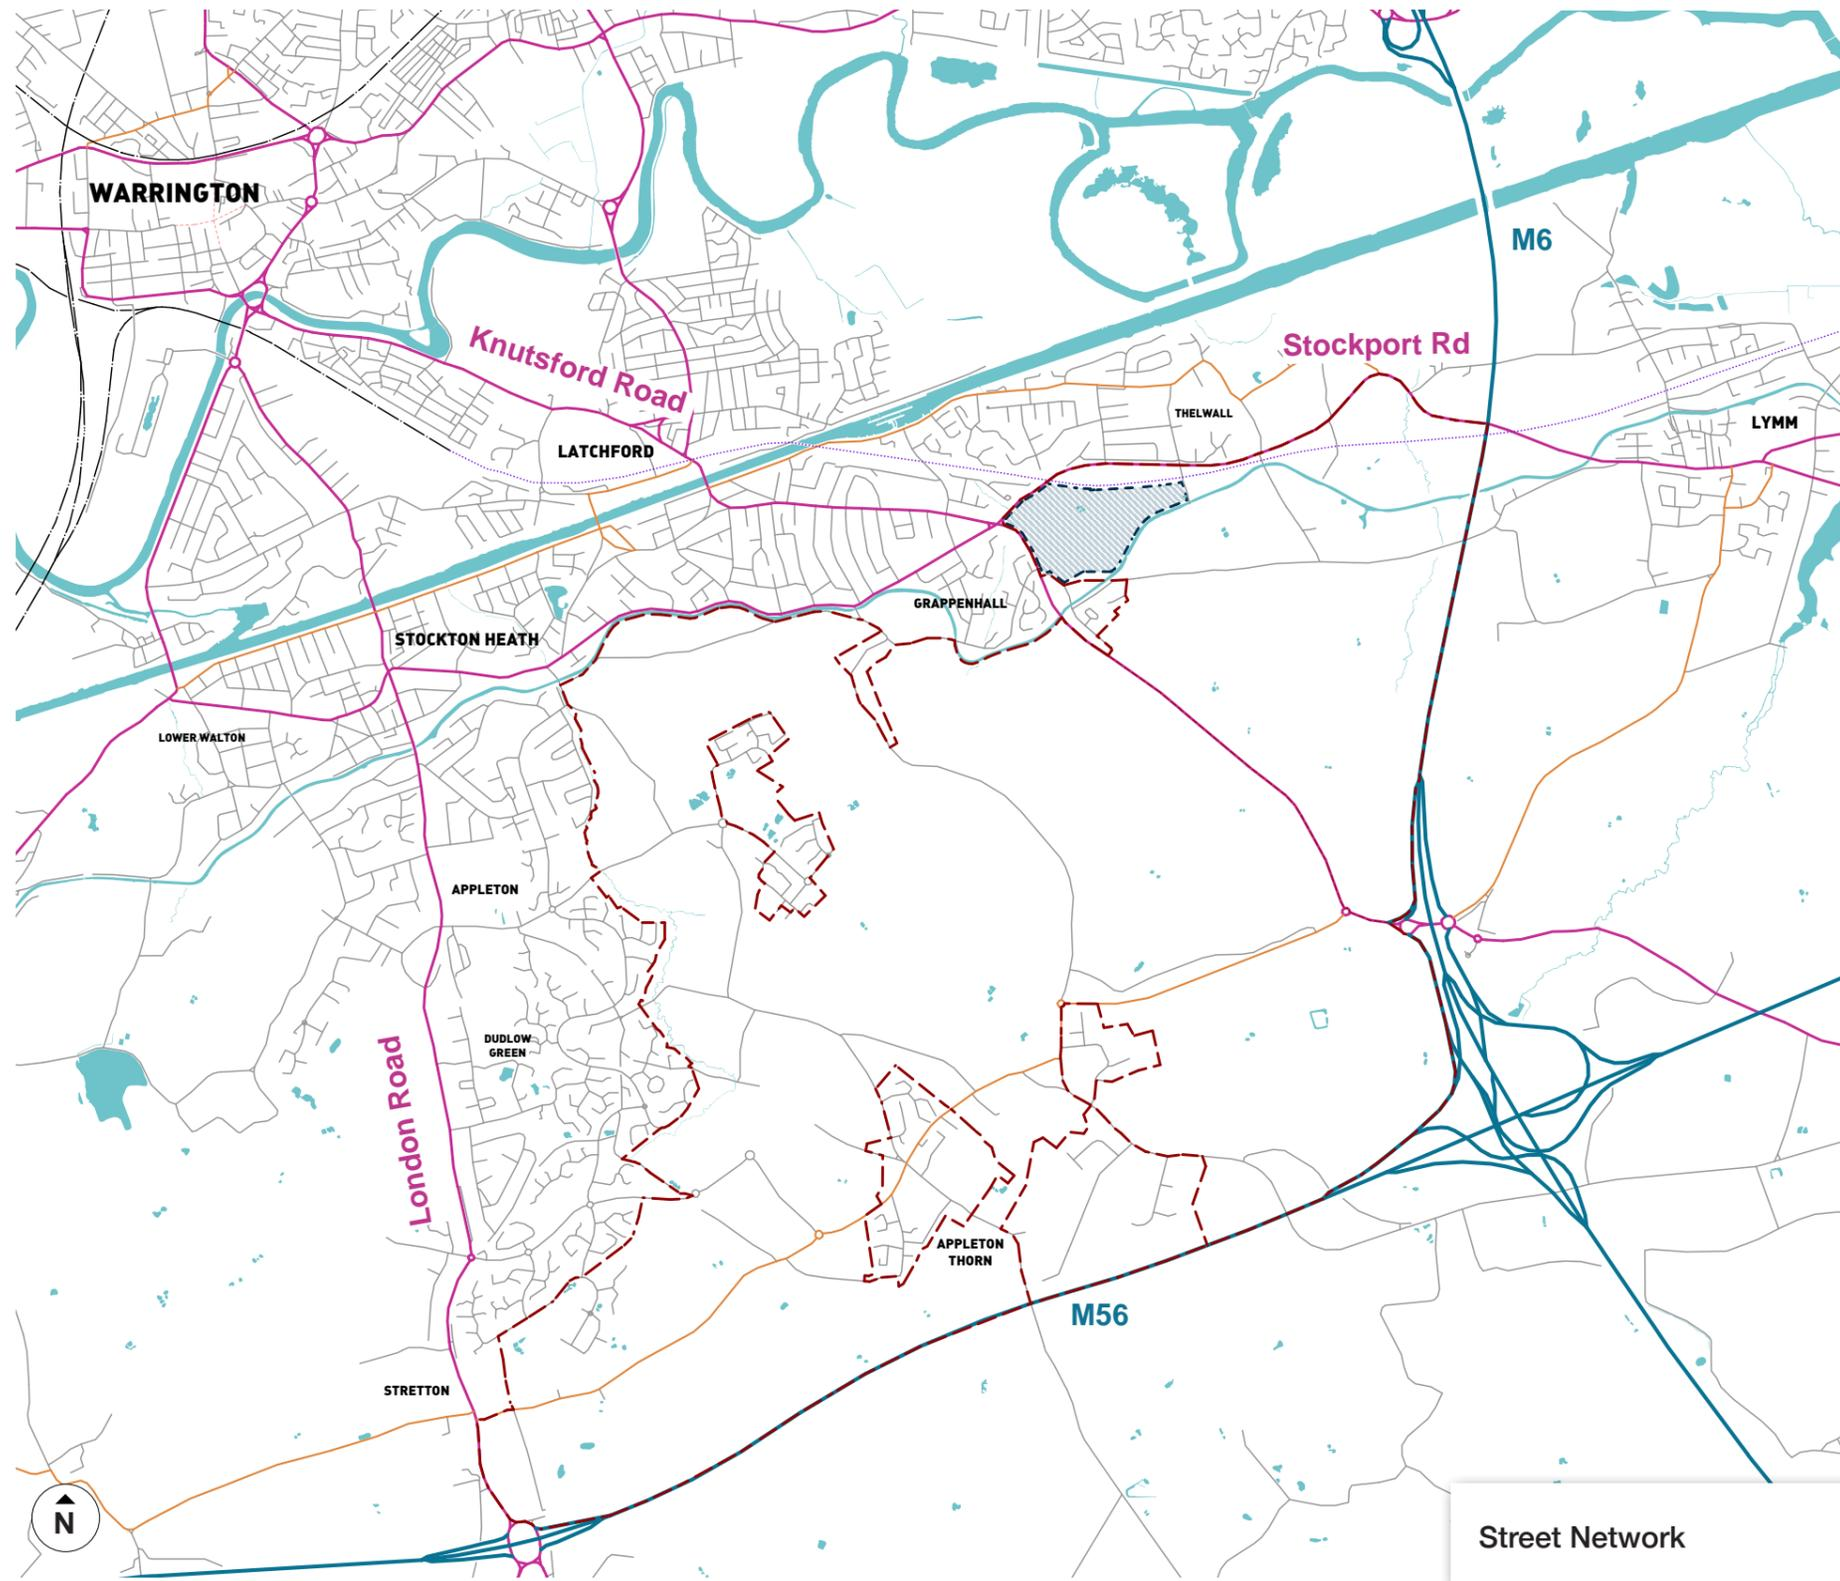 WARRINGTON
M6
Knutsford Road
Stockport Rd
THELWALL
LYMM
LATCHFORD
GRAPPENHALL
STOCKTON HEATH
LOWER WALTON
APPLETON
DUDLOW
GREEN
London Road
APPLETON
THORN
M56
STRETTON
N
Street Network